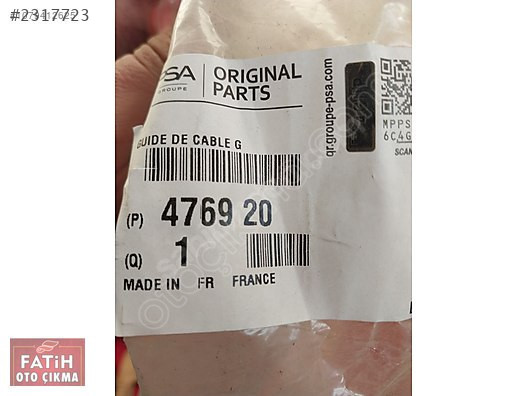 #2317723
PSA
GROUPE
ORIGINAL
PARTS
qr.groupe-psa.com
MPPS
6C4G
SCAN
GUIDE DE CABLE G
(P) 4769 20
(Q) 1
MADE IN FR FRANCE
FATiH
OTO ÇIKMA